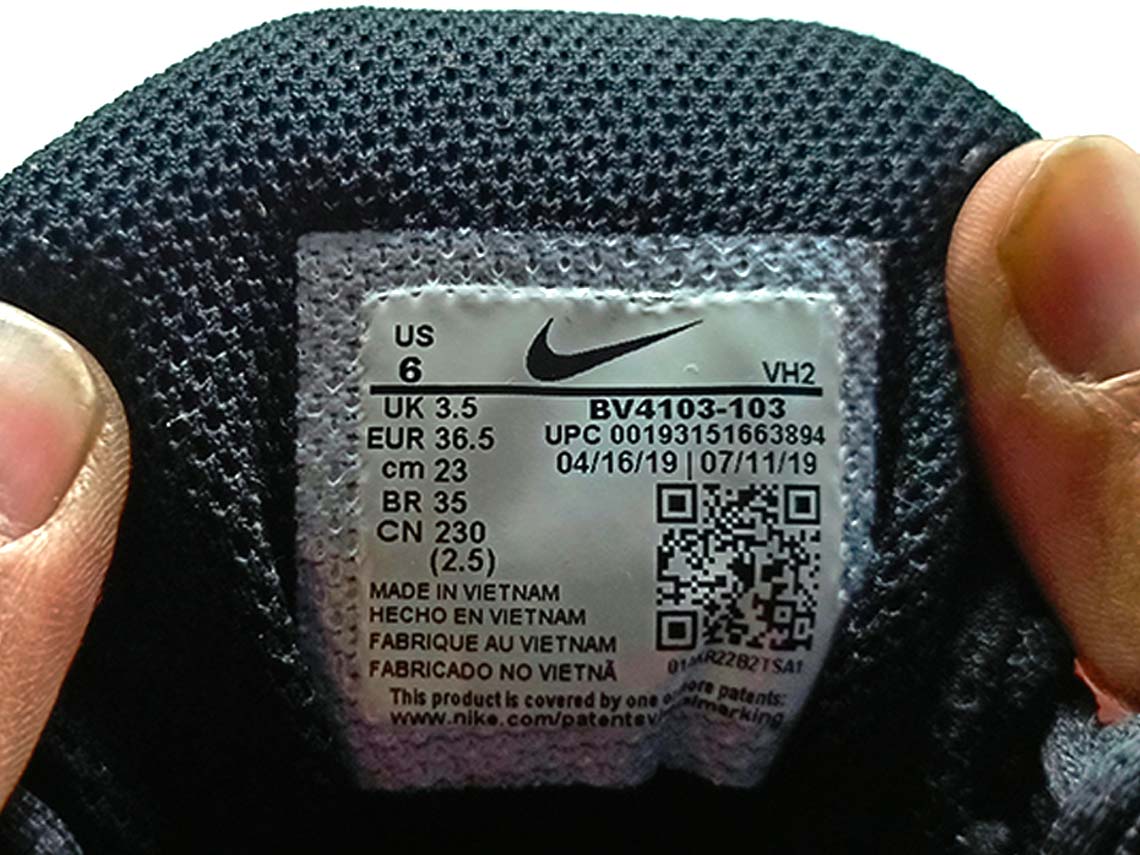 US
6
VH2
UK 3.5
EUR 36.5
cm 23
BR 35
CN 230
(2.5)
BV4103-103
UPC 00193151663894
04/16/19 | 07/11/19
MADE IN VIETNAM
HECHO EN VIETNAM
FABRIQUE AU VIETNAM
FABRICADO NO VIETNÃ
This product is covered by one patents: